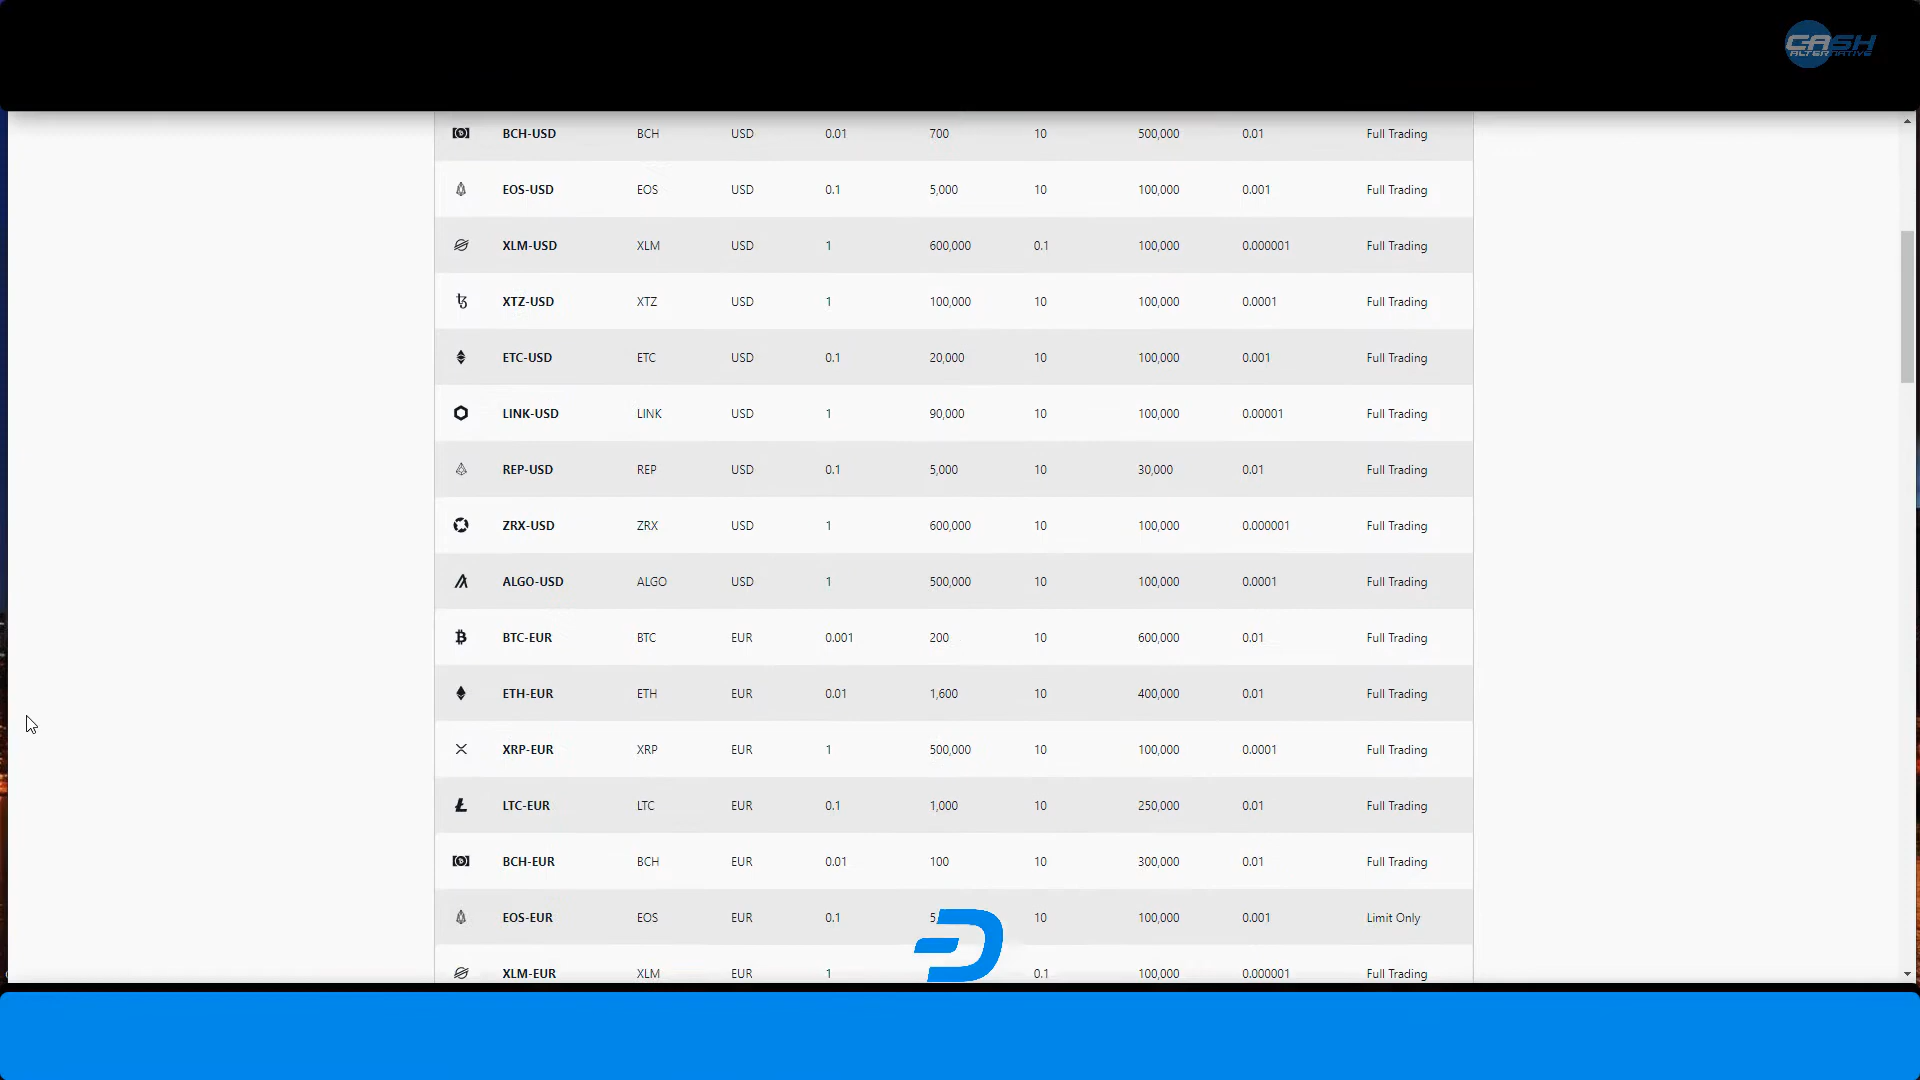 CASH
ALTERNATIVE
BCH-USD BCH USD 0.01 700 10 500,000 0.01 Full Trading
EOS-USD EOS USD 0.1 5,000 10 100,000 0.001 Full Trading
XLM-USD XLM USD 1 600,000 0.1 100,000 0.000001 Full Trading
XTZ-USD XTZ USD 1 100,000 10 100,000 0.0001 Full Trading
ETC-USD ETC USD 0.1 20,000 10 100,000 0.001 Full Trading
LINK-USD LINK USD 1 90,000 10 100,000 0.00001 Full Trading
REP-USD REP USD 0.1 5,000 10 30,000 0.01 Full Trading
ZRX-USD ZRX USD 1 600,000 10 100,000 0.000001 Full Trading
ALGO-USD ALGO USD 1 500,000 10 100,000 0.0001 Full Trading
BTC-EUR BTC EUR 0.001 200 10 600,000 0.01 Full Trading
ETH-EUR ETH EUR 0.01 1,600 10 400,000 0.01 Full Trading
XRP-EUR XRP EUR 1 500,000 10 100,000 0.0001 Full Trading
LTC-EUR LTC EUR 0.1 1,000 10 250,000 0.01 Full Trading
BCH-EUR BCH EUR 0.01 100 10 300,000 0.01 Full Trading
EOS-EUR EOS EUR 0.1 10 100,000 0.001 Limit Only
XLM-EUR XLM EUR 1 0.1 100,000 0.000001 Full Trading